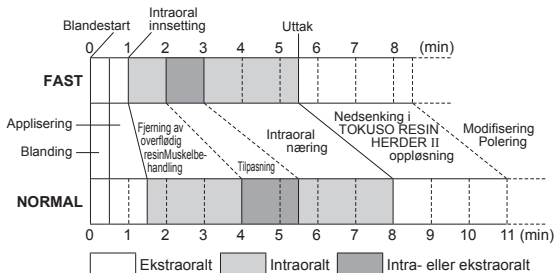 Blandestart
Intraoral
innsetting
Uttak
0 1 2 3 4 5 6 7 8 (min)
FAST
Applisering
Blanding
Fjerning av
overflødig
resinMuskelbe-
handling
Tilpasning
Intraoral
næring
Nedsenking i
TOKUSO RESIN
HERDER II
oppløsning
Modifisering
Polering
NORMAL
0 1 2 3 4 5 6 7 8 9 10 11 (min)
Ekstraoralt Intraoralt Intra- eller ekstraoralt